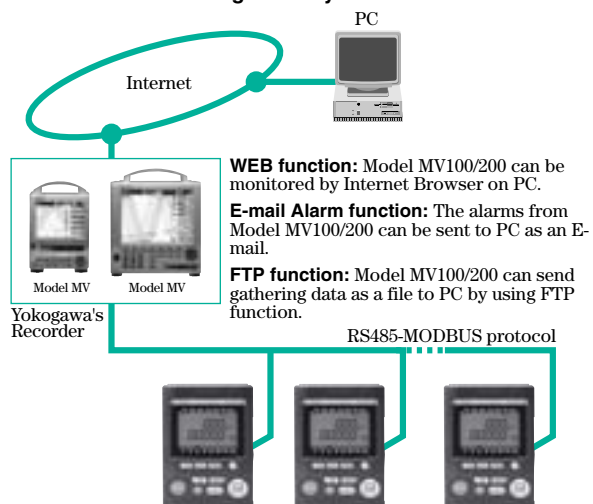 PC
Internet
WEB function: Model MV100/200 can be
monitored by Internet Browser on PC.
E-mail Alarm function: The alarms from
Model MV100/200 can be sent to PC as an E-
mail.
FTP function: Model MV100/200 can send
gathering data as a file to PC by using FTP
function.
Model MV Model MV
Yokogawa's
Recorder
RS485-MODBUS protocol